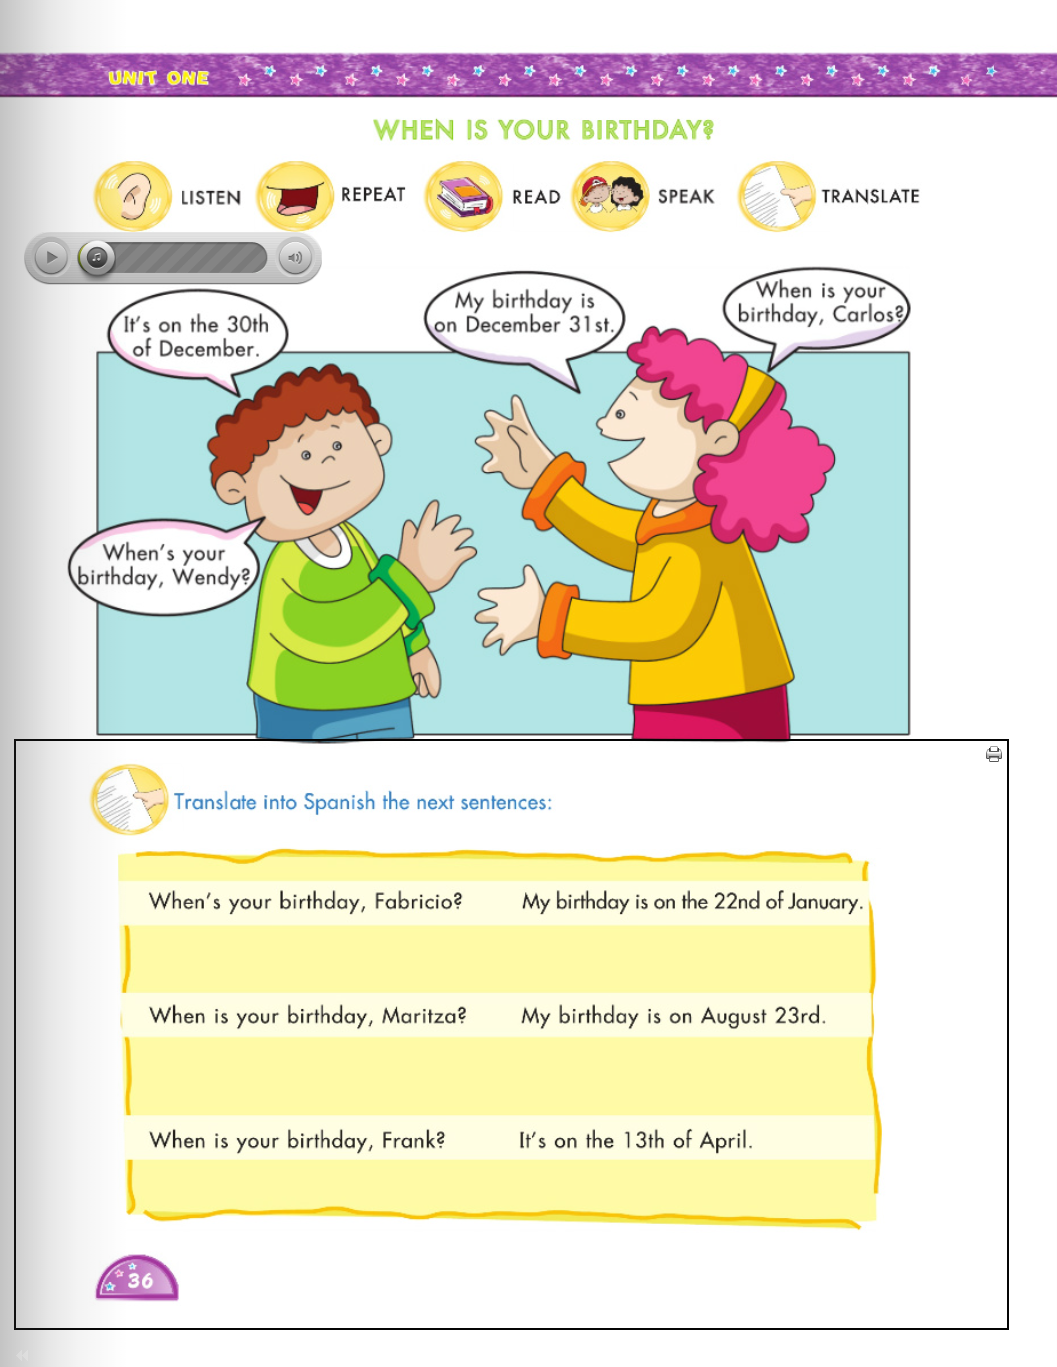 UNIT ONE
WHEN IS YOUR BIRTHDAY?
LISTEN
REPEAT
READ
SPEAK
TRANSLATE
It's on the 30th
of December.
My birthday is
on December 31st.
When is your
birthday, Carlos?
When's your
birthday, Wendy?
Translate into Spanish the next sentences:
When's your birthday, Fabricio?
My birthday is on the 22nd of January.
When is your birthday, Maritza?
My birthday is on August 23rd.
When is your birthday, Frank?
It's on the 13th of April.
36